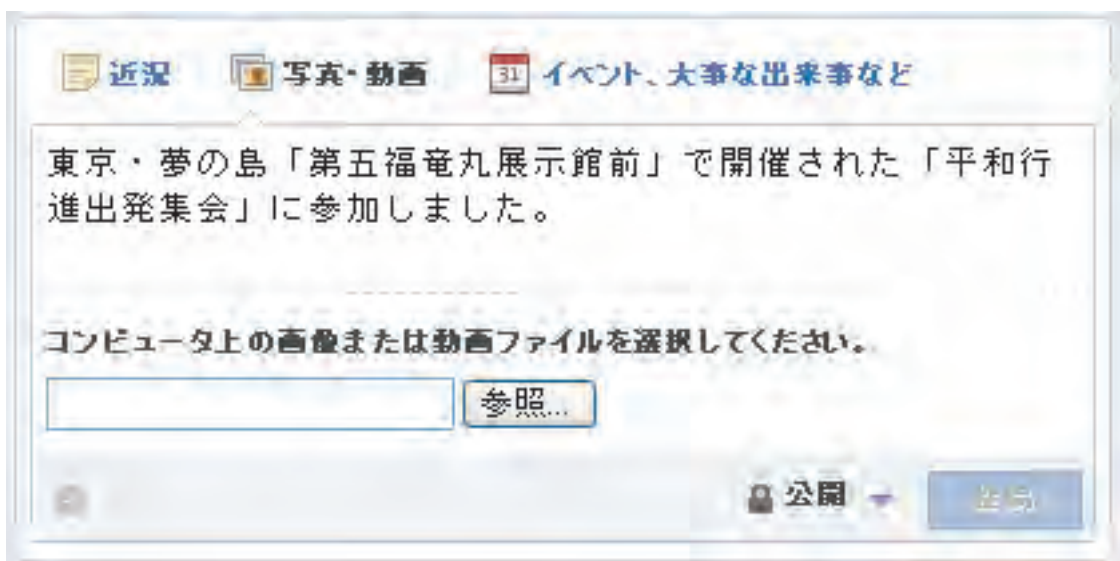 近況 写真・動画 31 イベント、大事な出来事など
東京・夢の島「第五福竜丸展示館前」で開催された「平和行
進出発集会」に参加しました。
コンピュータ上の画像または動画ファイルを選択してください。
参照...
公開